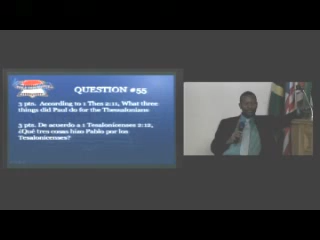 QUESTION #55
3 pts. According to 1 Thes 2:11, What three
things did Paul do for the Thessalonians
3 pts. De acuerdo a 1 Tesalonicenses 2:12,
¿Qué tres cosas hizo Pablo por los
Tesalonicenses?